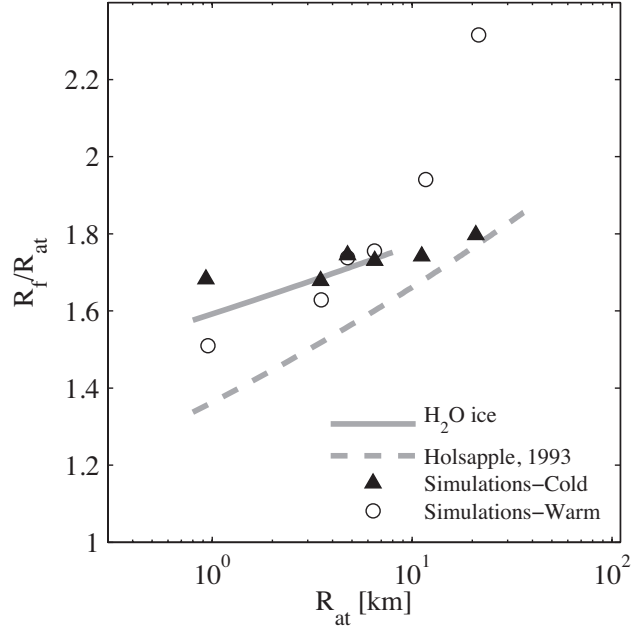 2.2
2
1.8
1.6
1.4
1.2
1
R_f/R_at
H_2O ice
Holsapple, 1993
Simulations–Cold
Simulations–Warm
10^0
10^1
10^2
R_at [km]